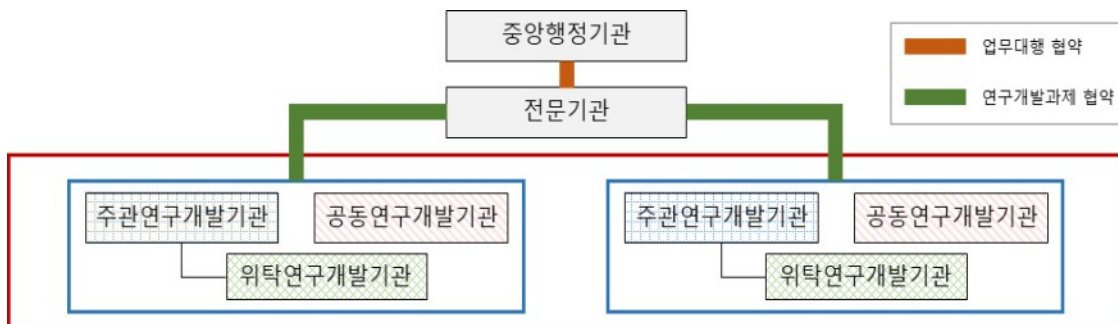 중앙행정기관
업무대행 협약
전문기관
연구개발과제 협약
주관연구개발기관 공동연구개발기관
위탁연구개발기관
주관연구개발기관 공동연구개발기관
위탁연구개발기관